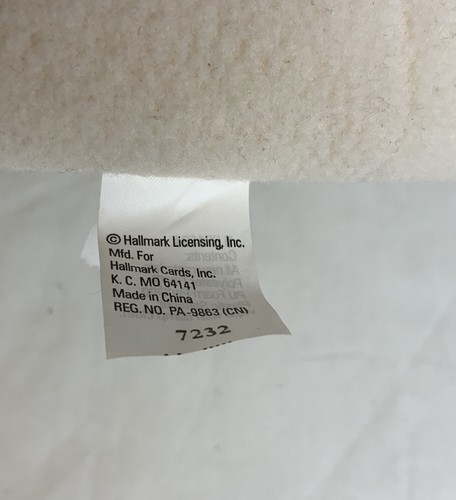 © Hallmark Licensing, Inc.
Mfd. For
Hallmark Cards, Inc.
K. C. MO 64141
Made in China
REG. NO. PA-9863 (CN)
7232